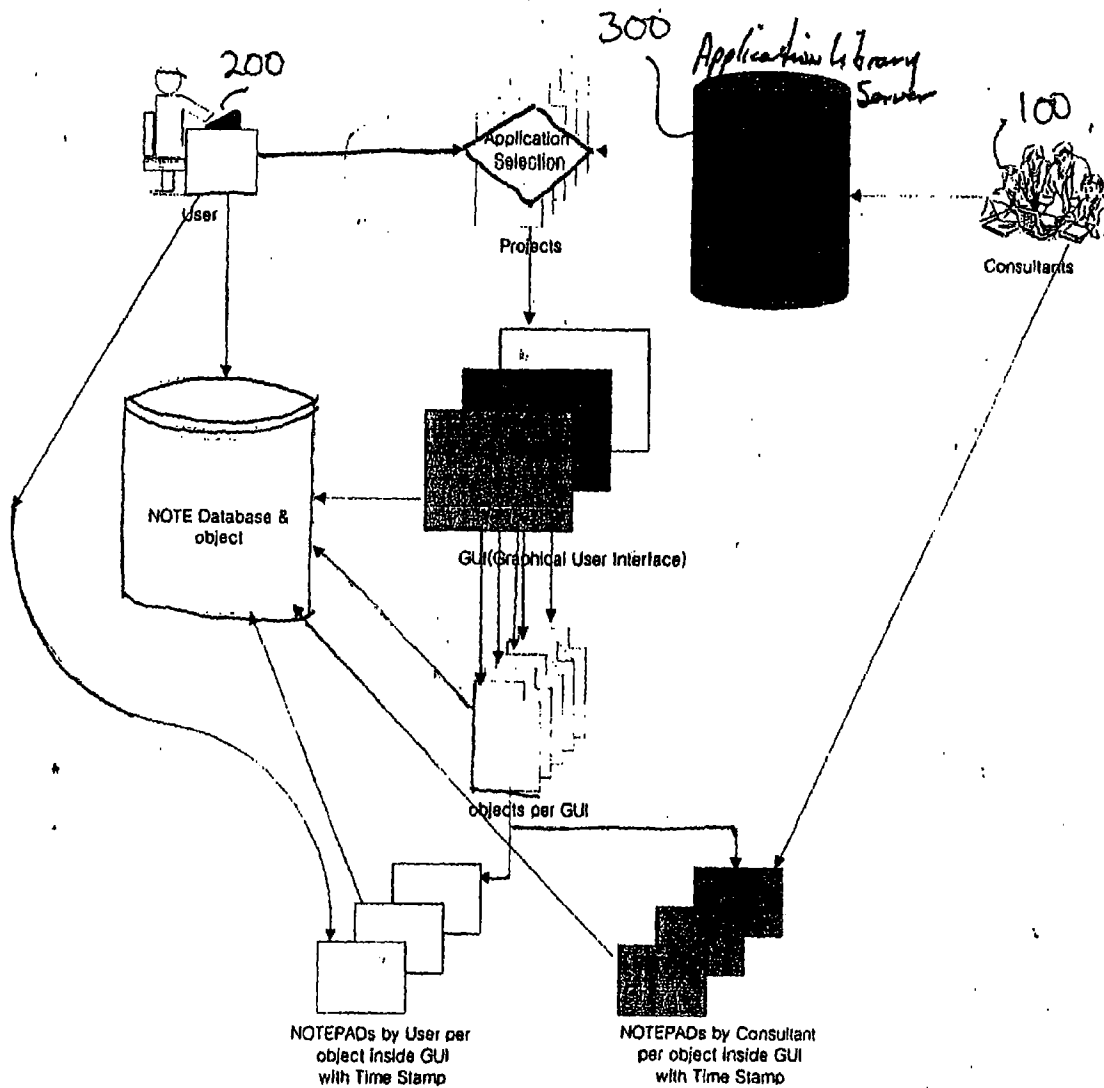 200
300
Application Library
Server
100
User
Application
Selection
Projects
Consultants
NOTE Database &
object
GUI(Graphical User Interface)
objects per GUI
NOTEPADs by User per
object inside GUI
with Time Stamp
NOTEPADs by Consultant
per object inside GUI
with Time Stamp